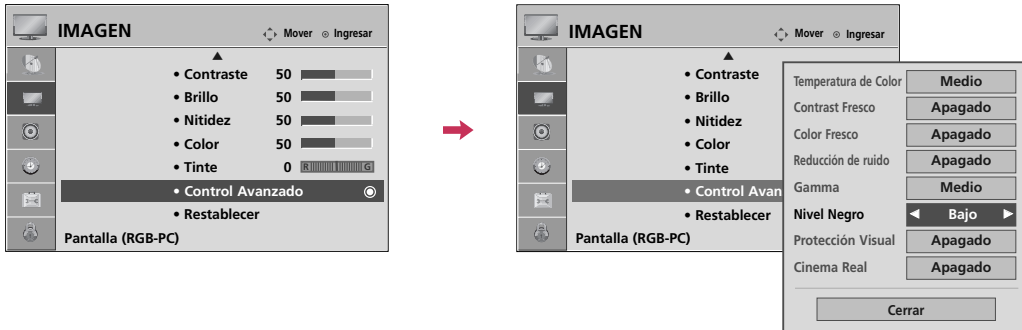 IMAGEN
Mover
Ingresar
• Contraste 50
• Brillo 50
• Nitidez 50
• Color 50
• Tinte 0 R G
• Control Avanzado
• Restablecer
Pantalla (RGB-PC)
IMAGEN
Mover
Ingresar
• Contraste
• Brillo
• Nitidez
• Color
• Tinte
• Control Avan
• Restablecer
Pantalla (RGB-PC)
Temperatura de Color Medio
Contrast Fresco Apagado
Color Fresco Apagado
Reducción de ruido Apagado
Gamma Medio
Nivel Negro ◀ Bajo ▶
Protección Visual Apagado
Cinema Real Apagado
Cerrar